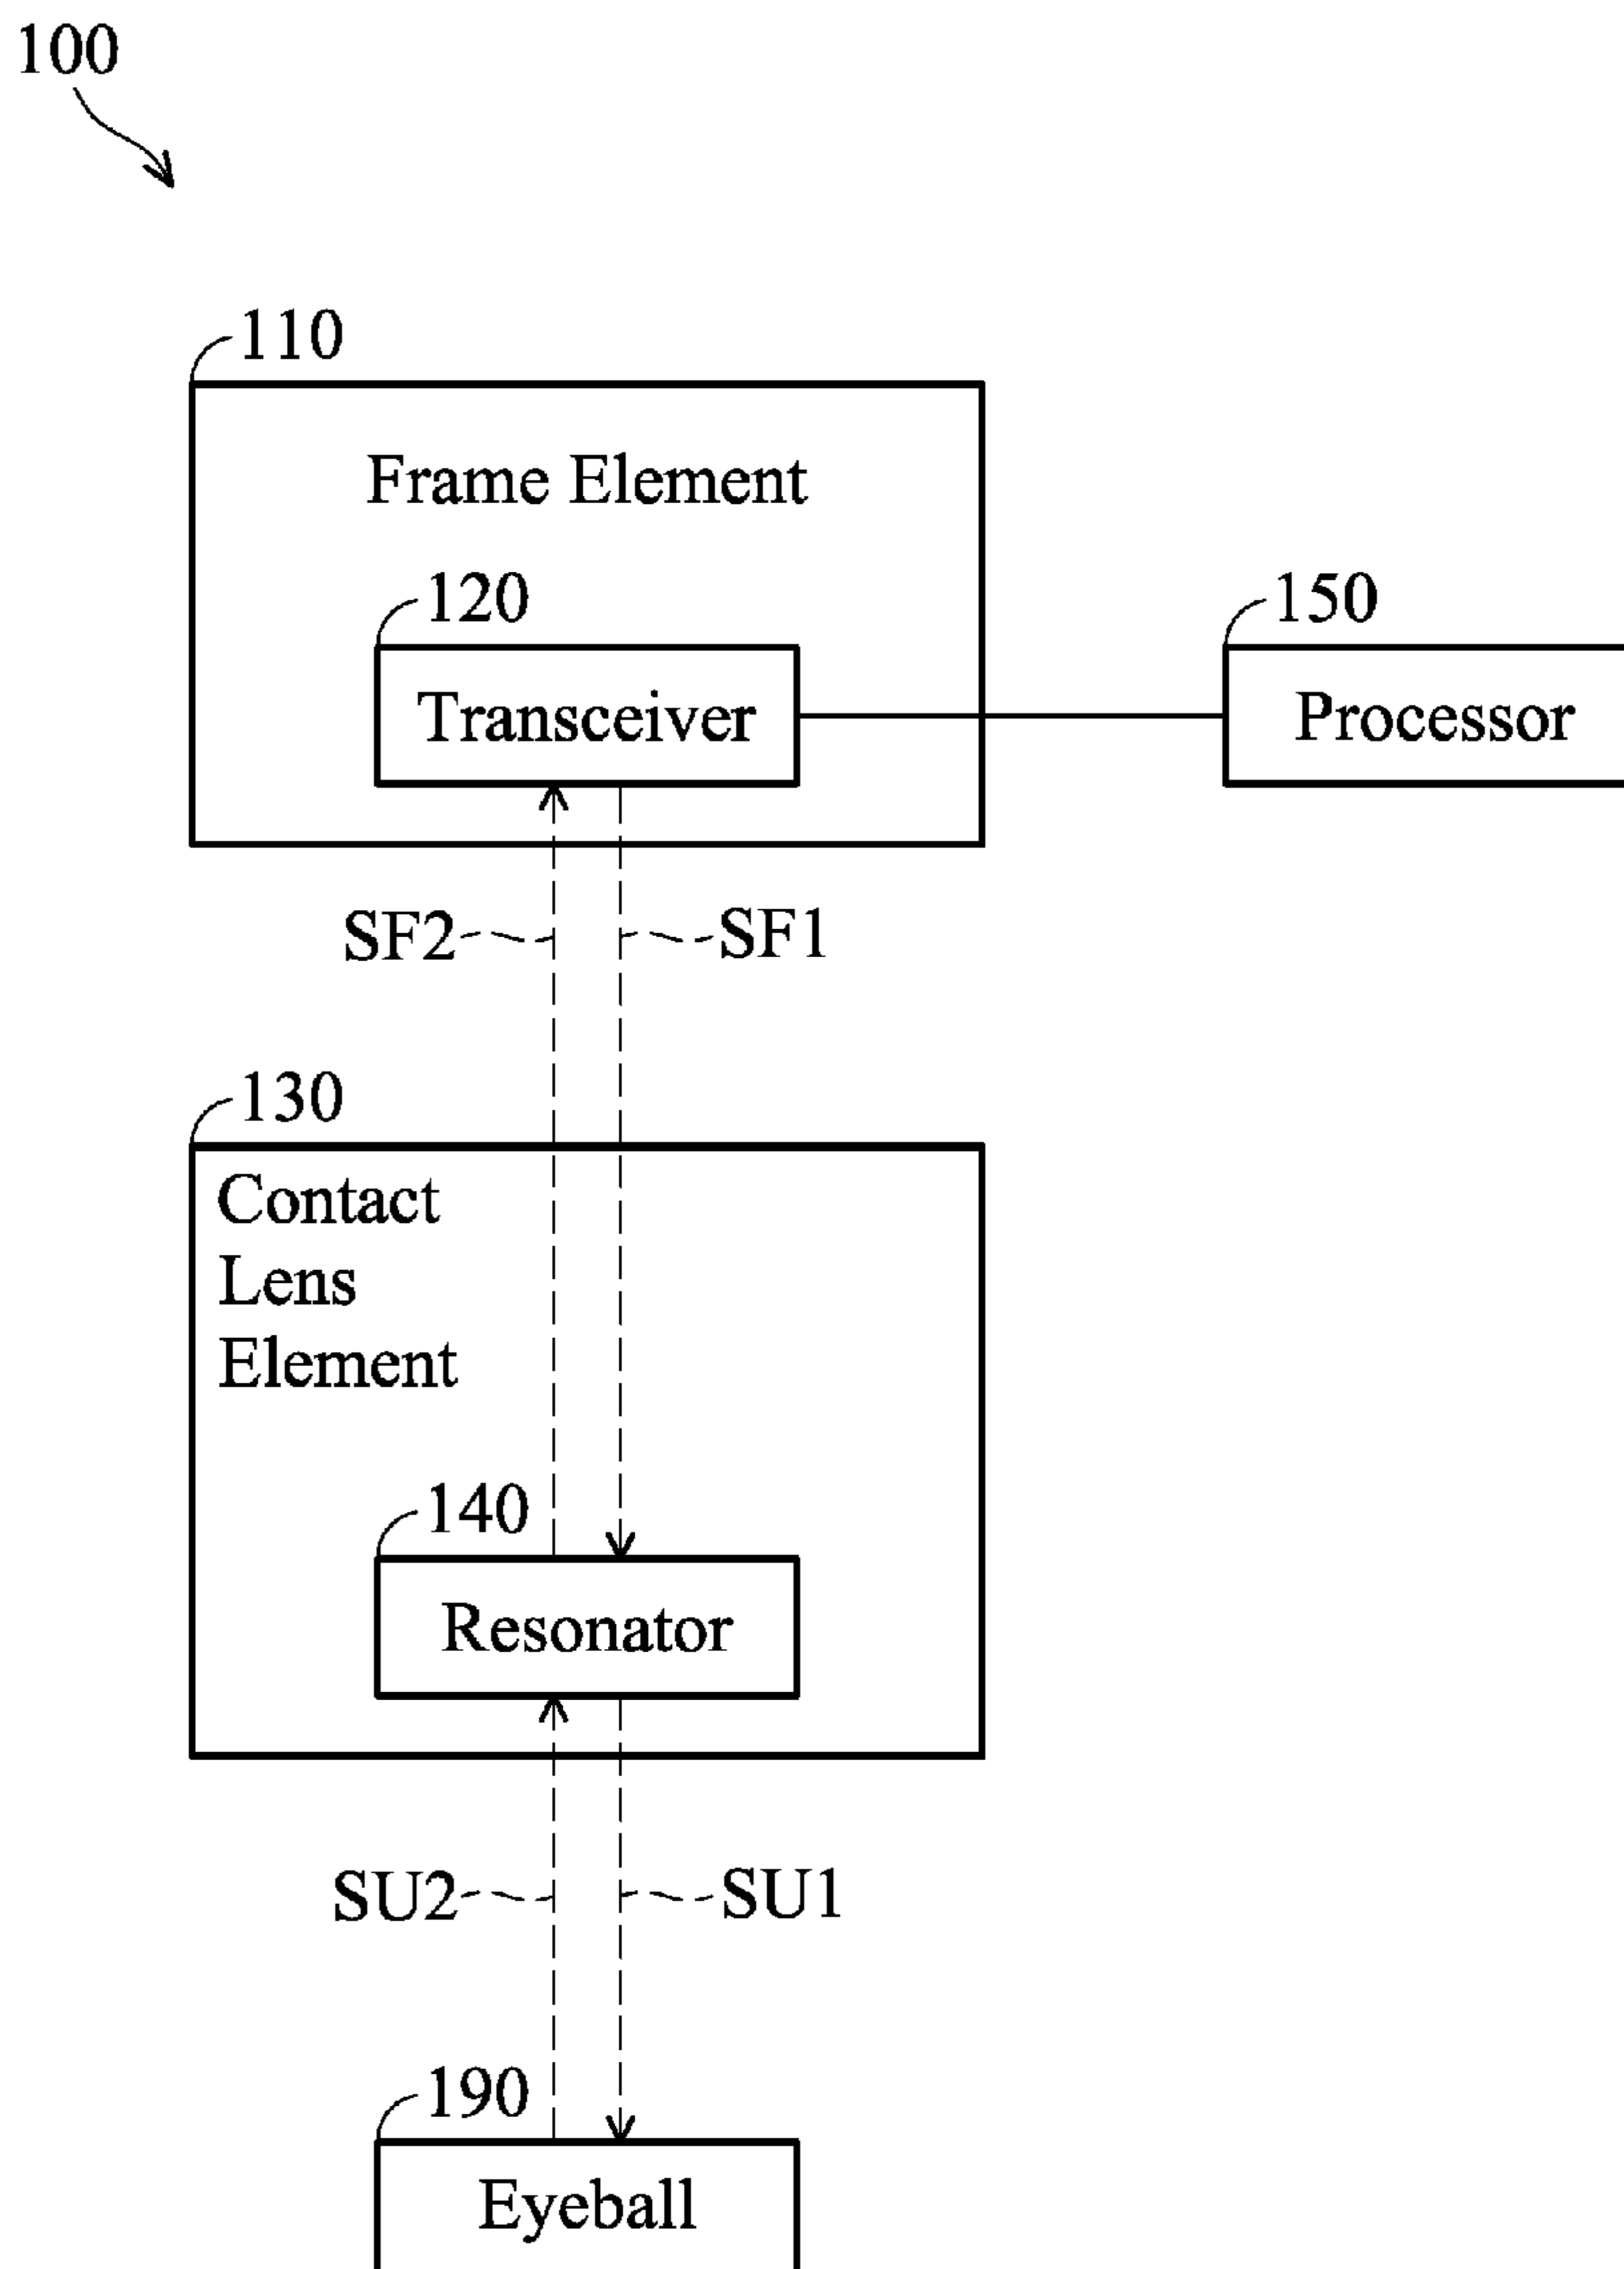 100
110
Frame Element
120
150
Transceiver
Processor
SF2
SF1
130
Contact
Lens
Element
140
Resonator
SU2
SU1
190
Eyeball